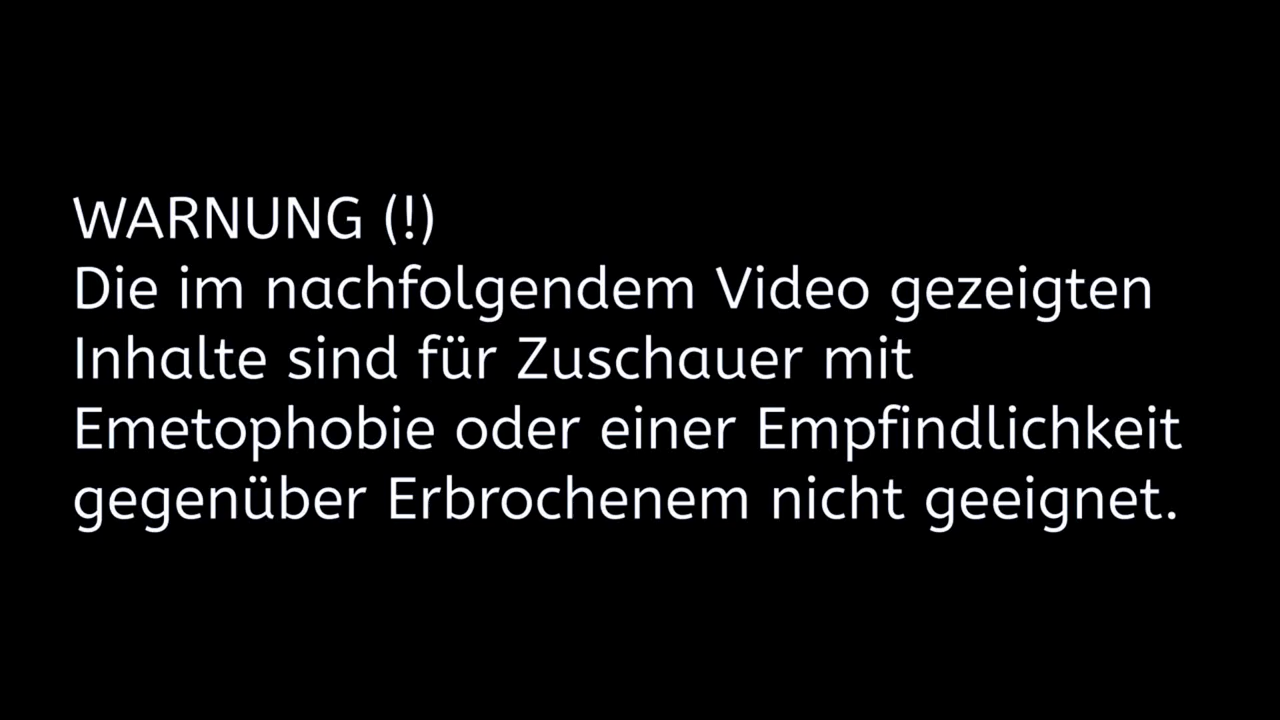 WARNUNG (!)
Die im nachfolgendem Video gezeigten
Inhalte sind für Zuschauer mit
Emetophobie oder einer Empfindlichkeit
gegenüber Erbrochenem nicht geeignet.